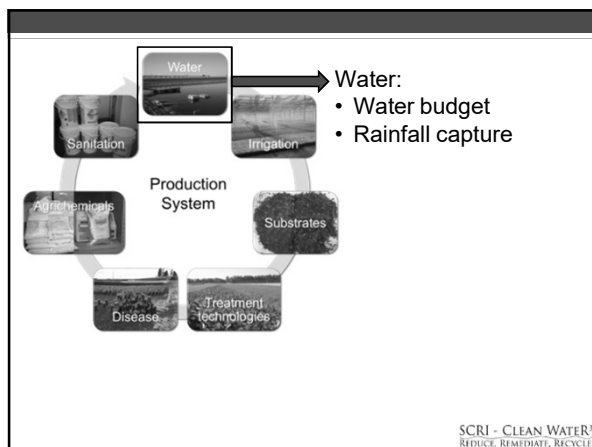 Water
Water:
• Water budget
• Rainfall capture
Sanitation
Irrigation
Production
System
Agrichemicals
Substrates
Disease
Treatment
technologies
SCRI - CLEAN WATER³
REDUCE, REMEDIATE, RECYCLE